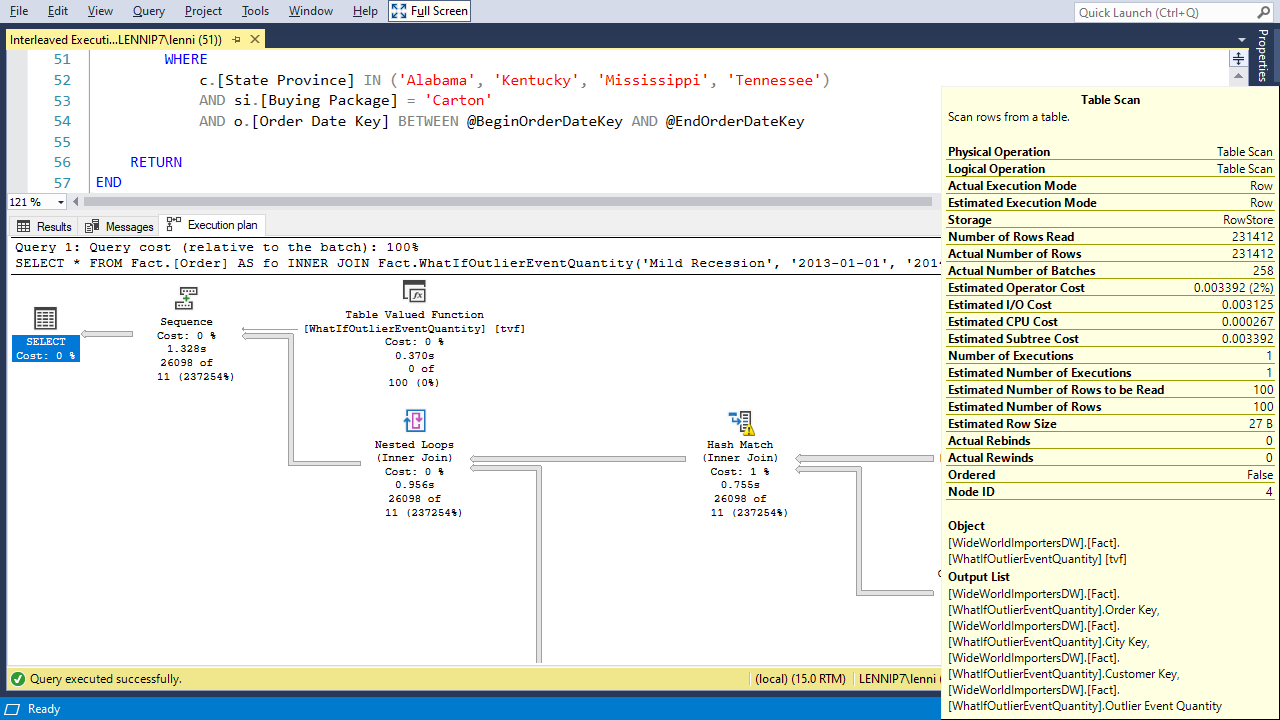 File Edit View Query Project Tools Window Help Full Screen
Quick Launch (Ctrl+Q)
Interleaved Executi...LENNIP7\lenni (51))
Properties
51 WHERE
52 c.[State Province] IN ('Alabama', 'Kentucky', 'Mississippi', 'Tennessee')
53 AND si.[Buying Package] = 'Carton'
54 AND o.[Order Date Key] BETWEEN @BeginOrderDateKey AND @EndOrderDateKey
55
56 RETURN
57 END
121 %
Results Messages Execution plan
Query 1: Query cost (relative to the batch): 100%
SELECT * FROM Fact.[Order] AS fo INNER JOIN Fact.WhatIfOutlierEventQuantity('Mild Recession', '2013-01-01', '201
SELECT
Cost: 0 %
Sequence
Cost: 0 %
1.328s
26098 of
11 (237254%)
Table Valued Function
[WhatIfOutlierEventQuantity] [tvf]
Cost: 0 %
0.370s
0 of
100 (0%)
Nested Loops
(Inner Join)
Cost: 0 %
0.956s
26098 of
11 (237254%)
Hash Match
(Inner Join)
Cost: 1 %
0.755s
26098 of
11 (237254%)
Table Scan
Scan rows from a table.
Physical Operation Table Scan
Logical Operation Table Scan
Actual Execution Mode Row
Estimated Execution Mode Row
Storage RowStore
Number of Rows Read 231412
Actual Number of Rows 231412
Actual Number of Batches 258
Estimated Operator Cost 0.003392 (2%)
Estimated I/O Cost 0.003125
Estimated CPU Cost 0.000267
Estimated Subtree Cost 0.003392
Number of Executions 1
Estimated Number of Executions 1
Estimated Number of Rows to be Read 100
Estimated Number of Rows 100
Estimated Row Size 27 B
Actual Rebinds 0
Actual Rewinds 0
Ordered False
Node ID 4
Object
[WideWorldImportersDW].[Fact].
[WhatIfOutlierEventQuantity] [tvf]
Output List
[WideWorldImportersDW].[Fact].
[WhatIfOutlierEventQuantity].Order Key,
[WideWorldImportersDW].[Fact].
[WhatIfOutlierEventQuantity].City Key,
[WideWorldImportersDW].[Fact].
[WhatIfOutlierEventQuantity].Customer Key,
[WideWorldImportersDW].[Fact].
[WhatIfOutlierEventQuantity].Outlier Event Quantity
Query executed successfully.
(local) (15.0 RTM) LENNIP7\lenni (
Ready